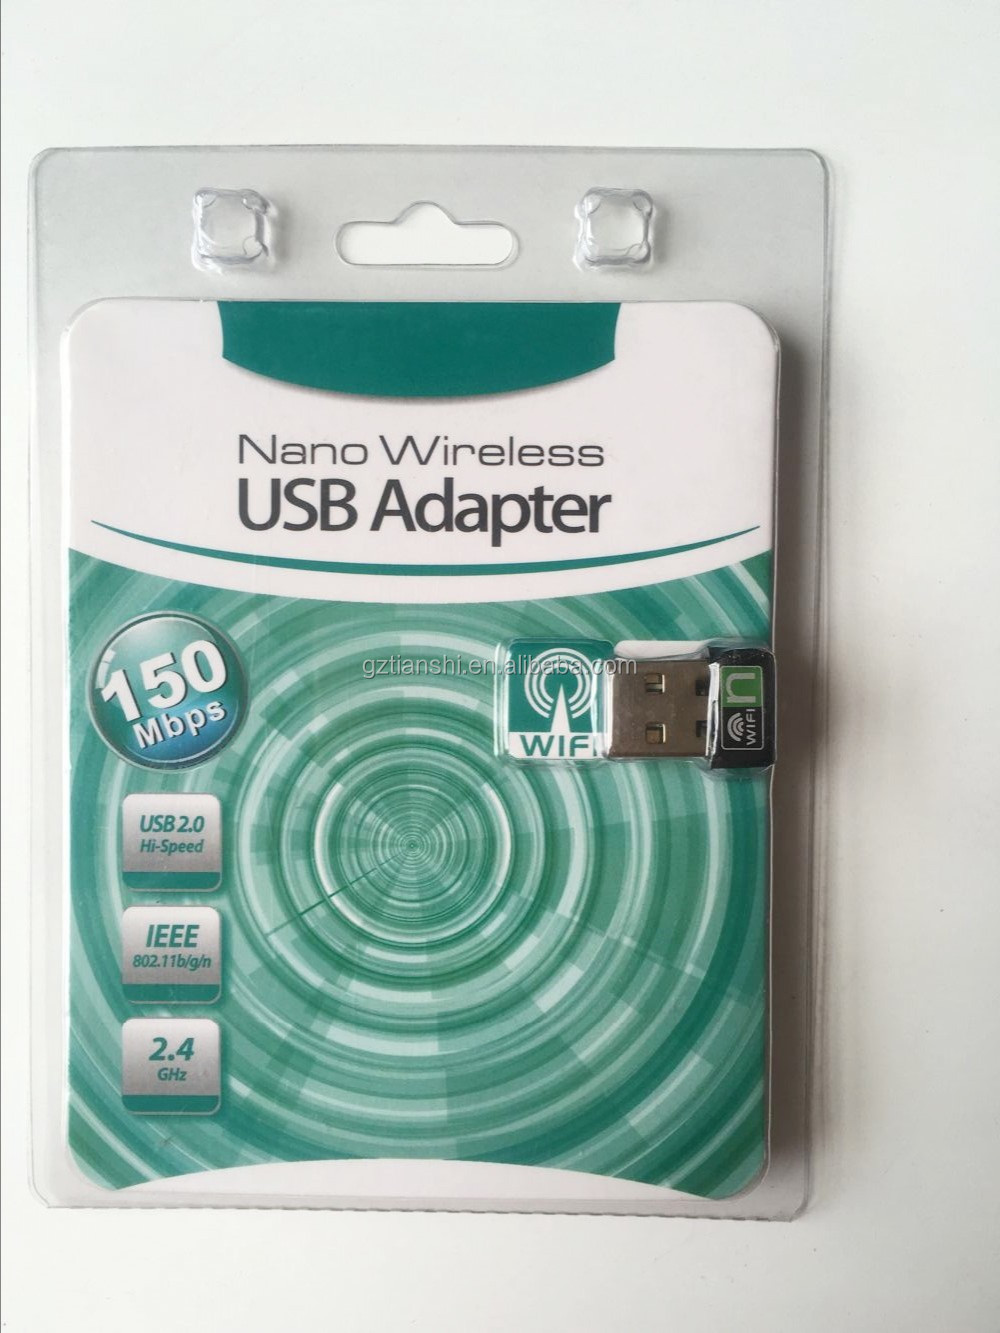 Nano Wireless
USB Adapter
gztianshi.en.alibaba.com
150
Mbps
WIFI
n
WIFI
USB 2.0
Hi-Speed
IEEE
802.11b/g/n
2.4
GHz